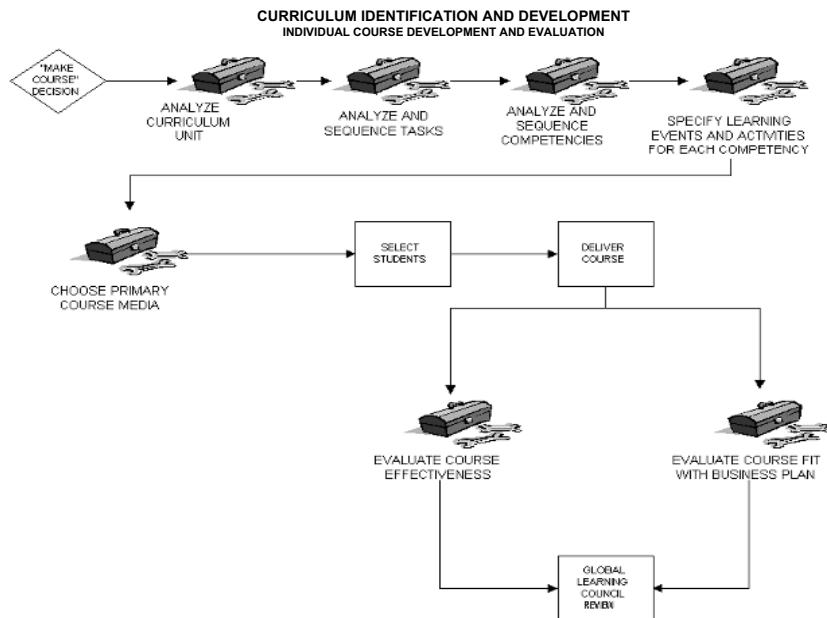 CURRICULUM IDENTIFICATION AND DEVELOPMENT
INDIVIDUAL COURSE DEVELOPMENT AND EVALUATION
"MAKE
COURSE"
DECISION
ANALYZE
CURRICULUM
UNIT
ANALYZE AND
SEQUENCE TASKS
ANALYZE AND
SEQUENCE
COMPETENCIES
SPECIFY LEARNING
EVENTS AND ACTIVITIES
FOR EACH COMPETENCY
CHOOSE PRIMARY
COURSE MEDIA
SELECT
STUDENTS
DELIVER
COURSE
EVALUATE COURSE
EFFECTIVENESS
EVALUATE COURSE FIT
WITH BUSINESS PLAN
GLOBAL
LEARNING
COUNCIL
REVIEW